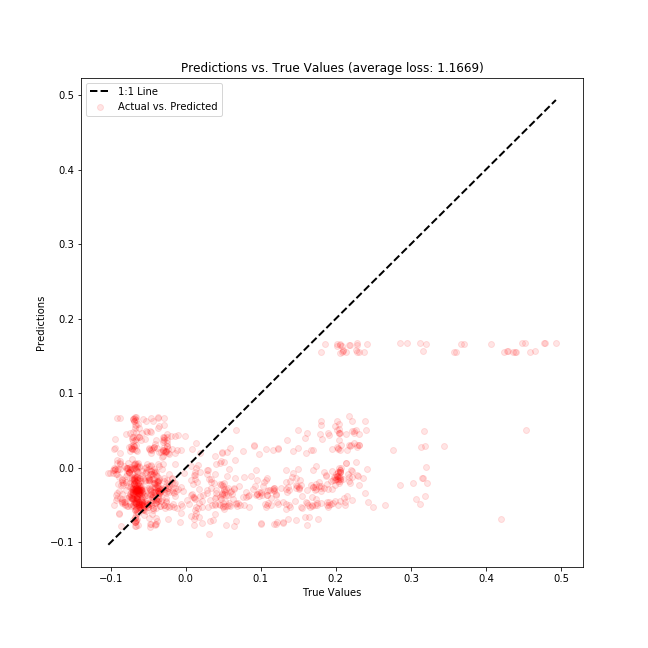 Predictions vs. True Values (average loss: 1.1669)
1:1 Line
Actual vs. Predicted
0.5
0.4
0.3
0.2
0.1
0.0
−0.1
Predictions
−0.1 0.0 0.1 0.2 0.3 0.4 0.5
True Values